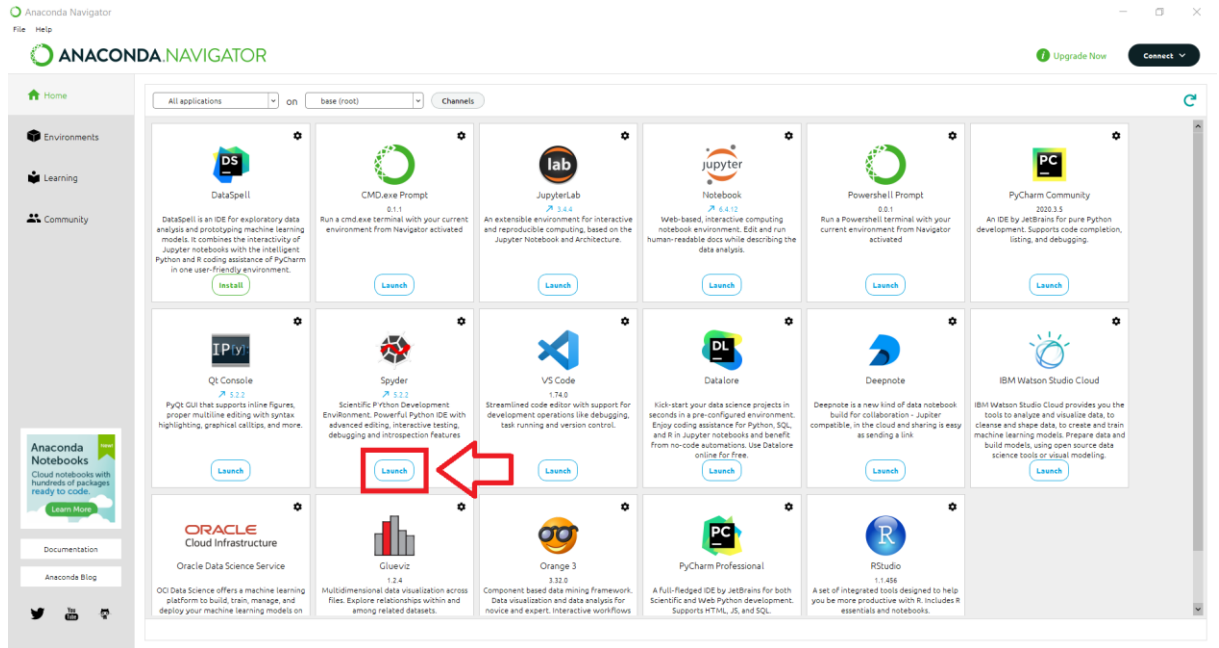 Anaconda Navigator
File Help
ANACONDA.NAVIGATOR
Upgrade Now
Connect
Home
Environments
Learning
Community
All applications
on
base (root)
Channels
DS
DataSpell
DataSpell is an IDE for exploratory data
analysis and prototyping machine learning
models. It combines the interactivity of
Jupyter notebooks with the intelligent
Python and R coding assistance of PyCharm
in one user-friendly environment.
Install
CMD.exe Prompt
0.1.1
Run a cmd.exe terminal with your current
environment from Navigator activated
Launch
lab
JupyterLab
3.4.4
An extensible environment for interactive
and reproducible computing, based on the
Jupyter Notebook and Architecture.
Launch
jupyter
Notebook
6.4.12
Web-based, interactive computing
notebook environment. Edit and run
human-readable docs while describing the
data analysis.
Launch
Powershell Prompt
0.0.1
Run a Powershell terminal with your
current environment from Navigator
activated
Launch
PC
PyCharm Community
2020.3.5
An IDE by JetBrains for pure Python
development. Supports code completion,
listing, and debugging.
Launch
IP[y]:
Qt Console
5.2.2
PyQt GUI that supports inline figures,
proper multiline editing with syntax
highlighting, graphical calltips, and more.
Launch
Spyder
5.2.2
Scientific PYthon Development
EnviRonment. Powerful Python IDE with
advanced editing, interactive testing,
debugging and introspection features
Launch
VS Code
1.74.0
Streamlined code editor with support for
development operations like debugging,
task running and version control.
Launch
DL
Datalore
Kick-start your data science projects in
seconds in a pre-configured environment.
Enjoy coding assistance for Python, SQL,
and R in Jupyter notebooks and benefit
from no-code automations. Use Datalore
online for free.
Launch
Deepnote
Deepnote is a new kind of data notebook
build for collaboration - Jupiter
compatible, in the cloud and sharing is easy
as sending a link
Launch
IBM Watson Studio Cloud
IBM Watson Studio Cloud provides you the
tools to analyze and visualize data, to
cleanse and shape data, to create and train
machine learning models. Prepare data and
build models, using open source data
science tools or visual modeling.
Launch
ORACLE
Cloud Infrastructure
Oracle Data Science Service
OCI Data Science offers a machine learning
platform to build, train, manage, and
deploy your machine learning models on
Glueviz
1.2.4
Multidimensional data visualization across
files. Explore relationships within and
among related datasets.
Orange 3
3.32.0
Component based data mining framework.
Data visualization and data analysis for
novice and expert. Interactive workflows
PC
PyCharm Professional
A full-fledged IDE by JetBrains for both
Scientific and Web Python development.
Supports HTML, JS, and SQL.
R
RStudio
1.1.456
A set of integrated tools designed to help
you be more productive with R. Includes R
essentials and notebooks.
Anaconda
Notebooks
new!
Cloud notebooks with
hundreds of packages
ready to code.
Learn More
Documentation
Anaconda Blog
You
Tube